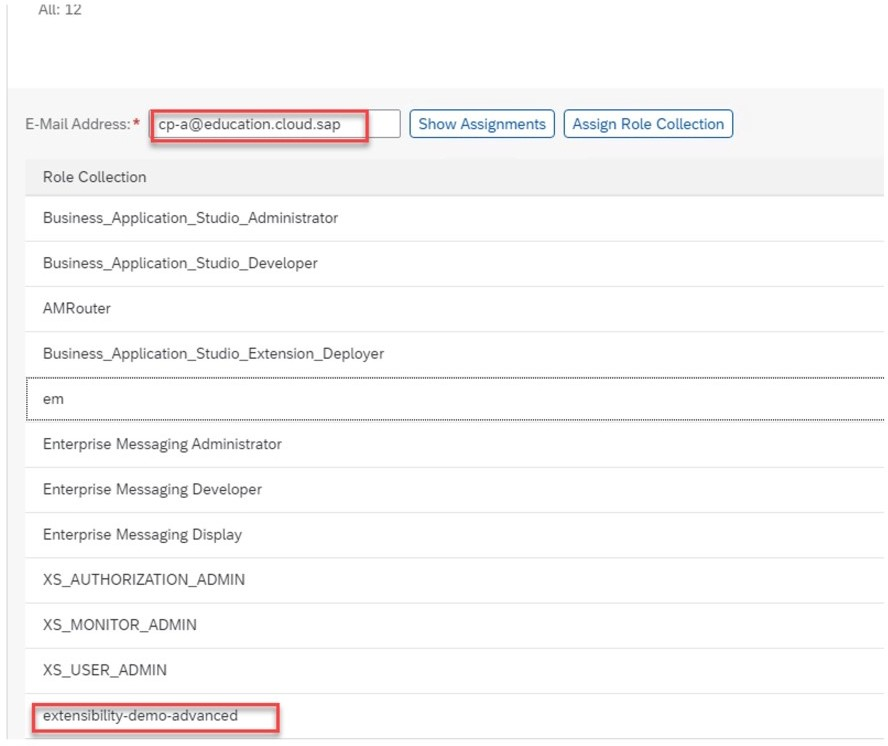 All: 12
E-Mail Address:* cp-a@education.cloud.sap Show Assignments Assign Role Collection
Role Collection
Business_Application_Studio_Administrator
Business_Application_Studio_Developer
AMRouter
Business_Application_Studio_Extension_Deployer
em
Enterprise Messaging Administrator
Enterprise Messaging Developer
Enterprise Messaging Display
XS_AUTHORIZATION_ADMIN
XS_MONITOR_ADMIN
XS_USER_ADMIN
extensibility-demo-advanced